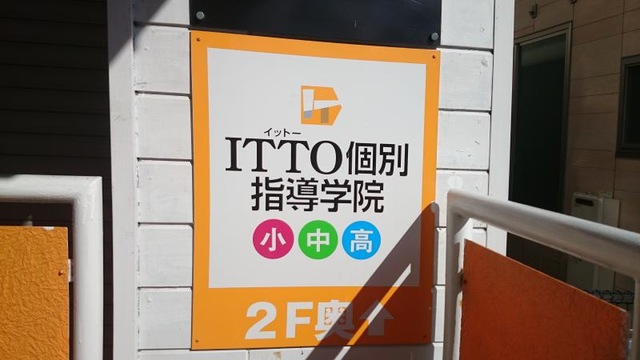 イットー
ITTO個別
指導学院
小 中 高
2F奥↑